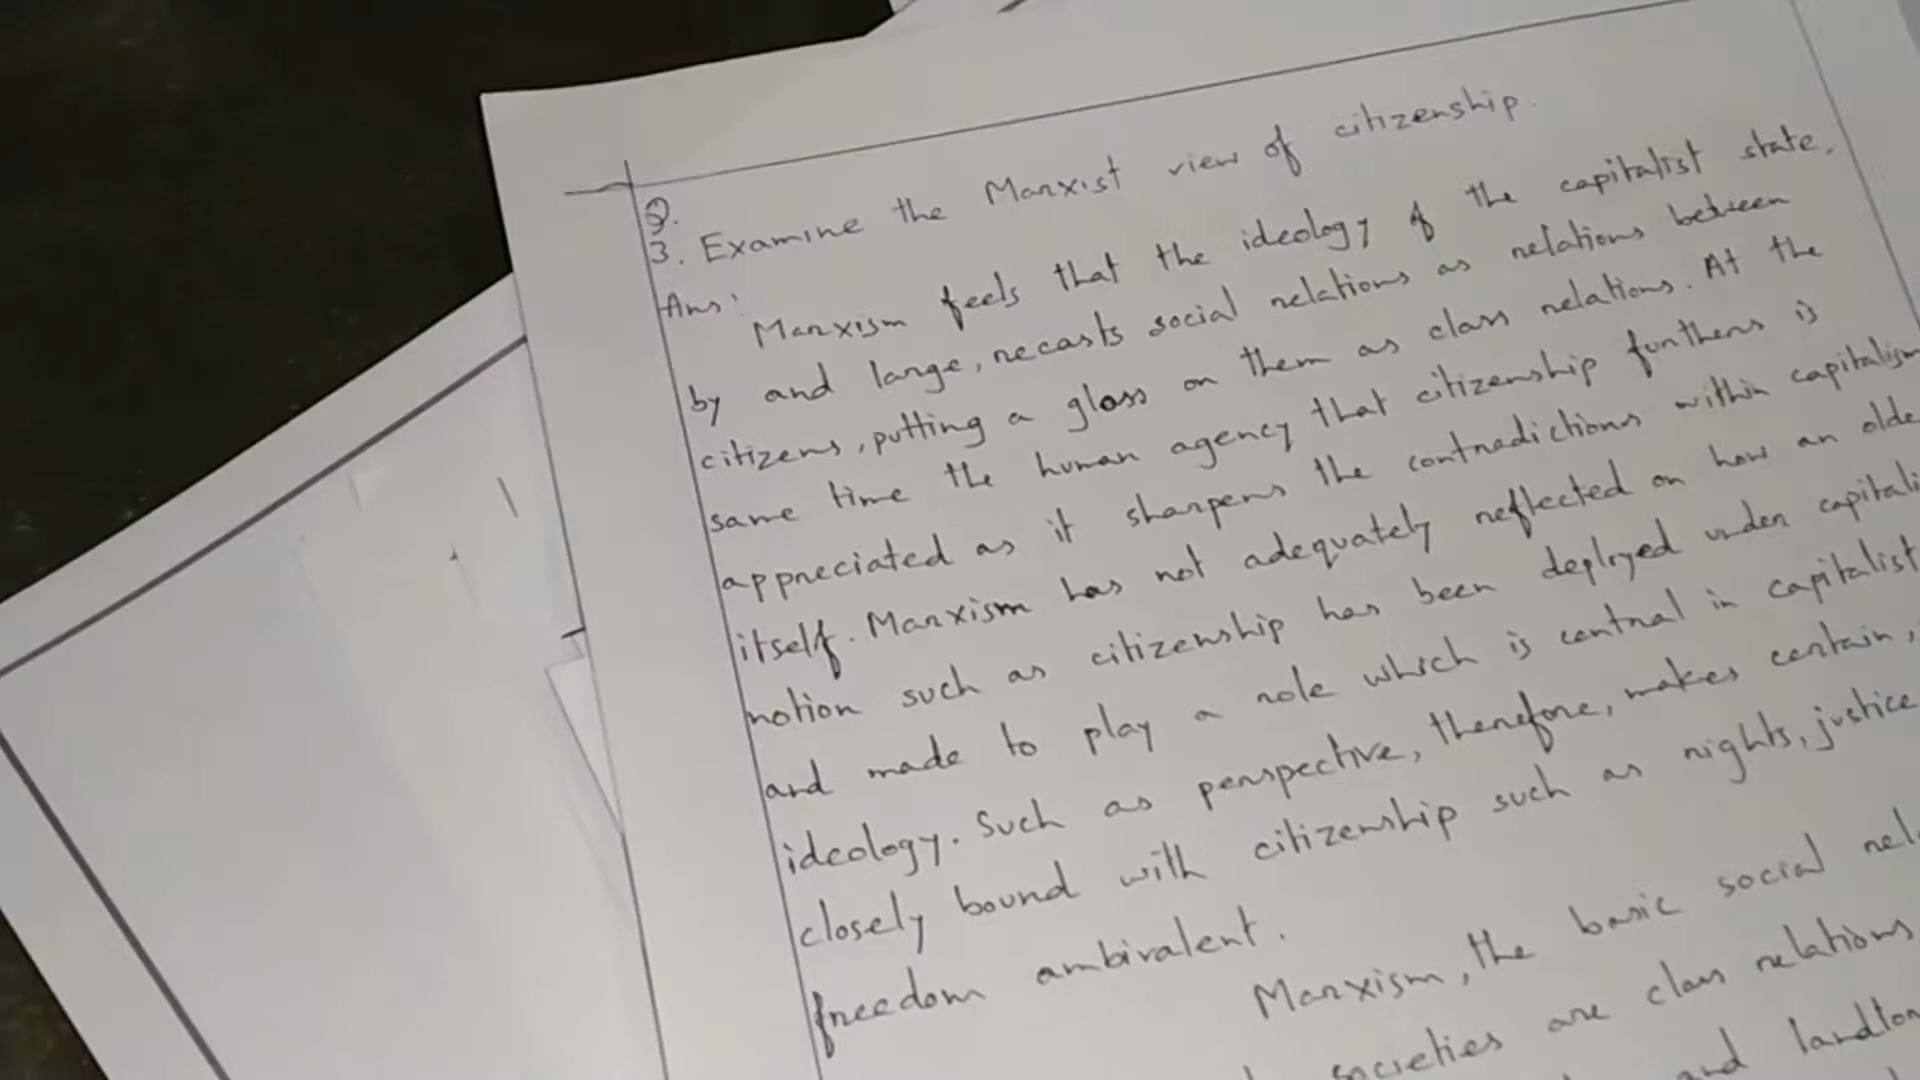 Q.
3. Examine the Marxist view of citizenship.
Ans: Marxism feels that the ideology of the capitalist state,
by and large, recasts social relations as relations between
citizens, putting a gloss on them as class relations. At the
same time the human agency that citizenship furthers is
appreciated as it sharpens the contradictions within capitalism
itself. Marxism has not adequately reflected on how an olde
notion such as citizenship has been deployed under capitali
and made to play a role which is central in capitalist
ideology. Such as perspective, therefore, makes certain,
closely bound with citizenship such as rights, justice
freedom ambivalent.
Marxism, the basic social rel
societies are class relations
and landlor